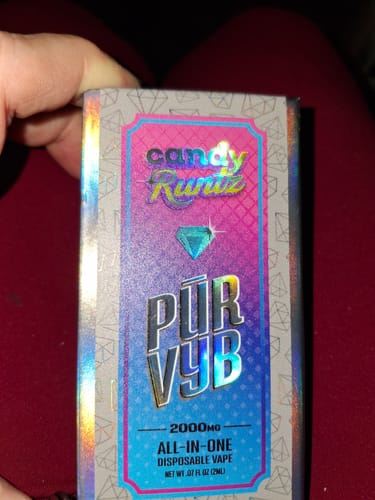 candy
Runtz
PŪR
VYB
2000MG
ALL-IN-ONE
DISPOSABLE VAPE
NET WT .07 FL OZ (2ML)